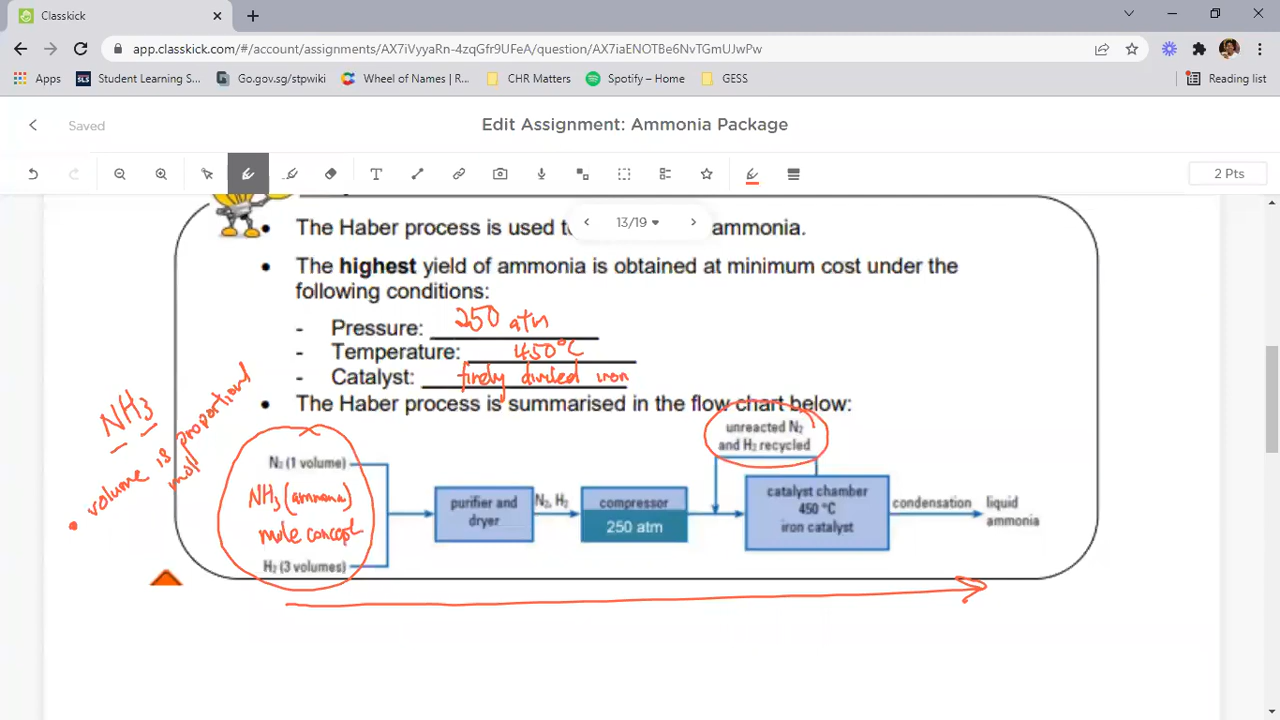 Classkick
app.classkick.com/#/account/assignments/AX7iVyyaRn-4zqGfr9UFeA/question/AX7iaENOTBe6NvTGmUJwPw
Apps
Student Learning S...
Go.gov.sg/stpwiki
Wheel of Names | R...
CHR Matters
Spotify – Home
GESS
Reading list
Saved
Edit Assignment: Ammonia Package
2 Pts
13/19
The Haber process is used t
ammonia.
The highest yield of ammonia is obtained at minimum cost under the
following conditions:
- Pressure: 250 atm
- Temperature: 450°C
- Catalyst: finely divided iron
The Haber process is summarised in the flow chart below:
NH3
volume is proportional
mol
unreacted N₂
and H₂ recycled
N₂ (1 volume)
NH3 (ammonia)
mole concept
H₂ (3 volumes)
purifier and
dryer
N₂, H₂
compressor
250 atm
catalyst chamber
450 °C
iron catalyst
condensation
liquid
ammonia